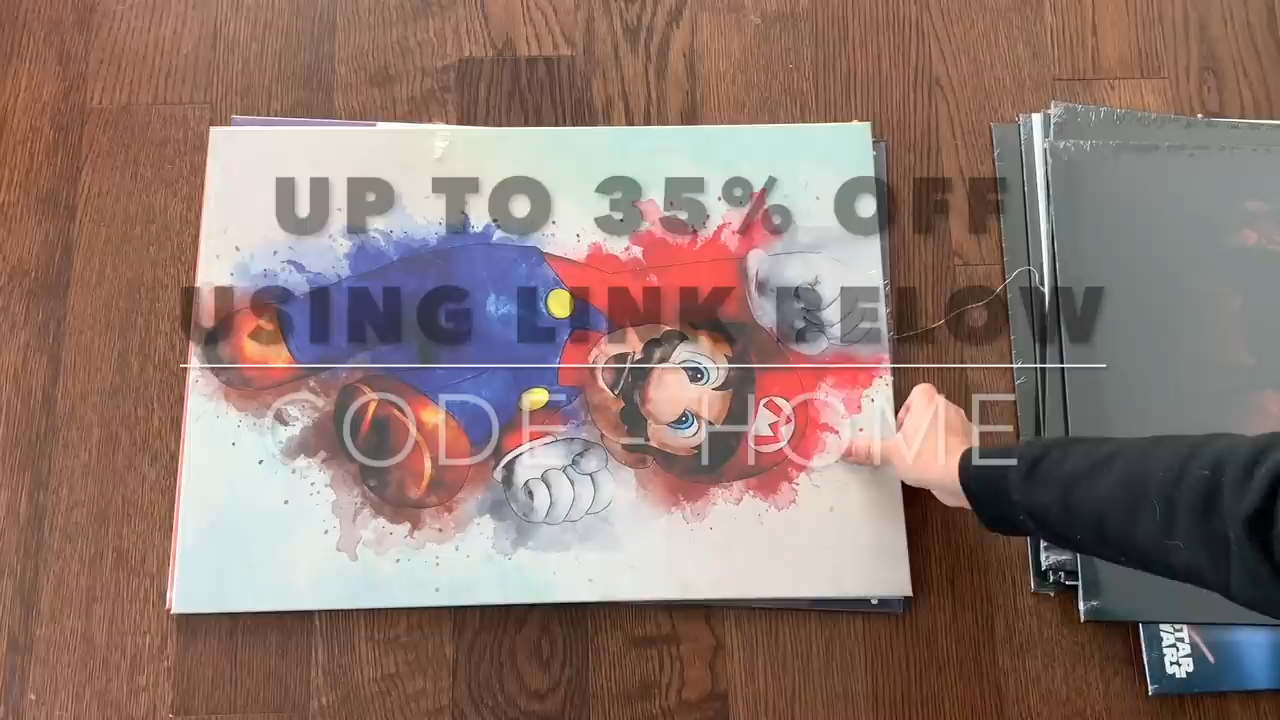 UP TO 35% OFF
USING LINK BELOW
CODE - HOME
M
STAR
WARS